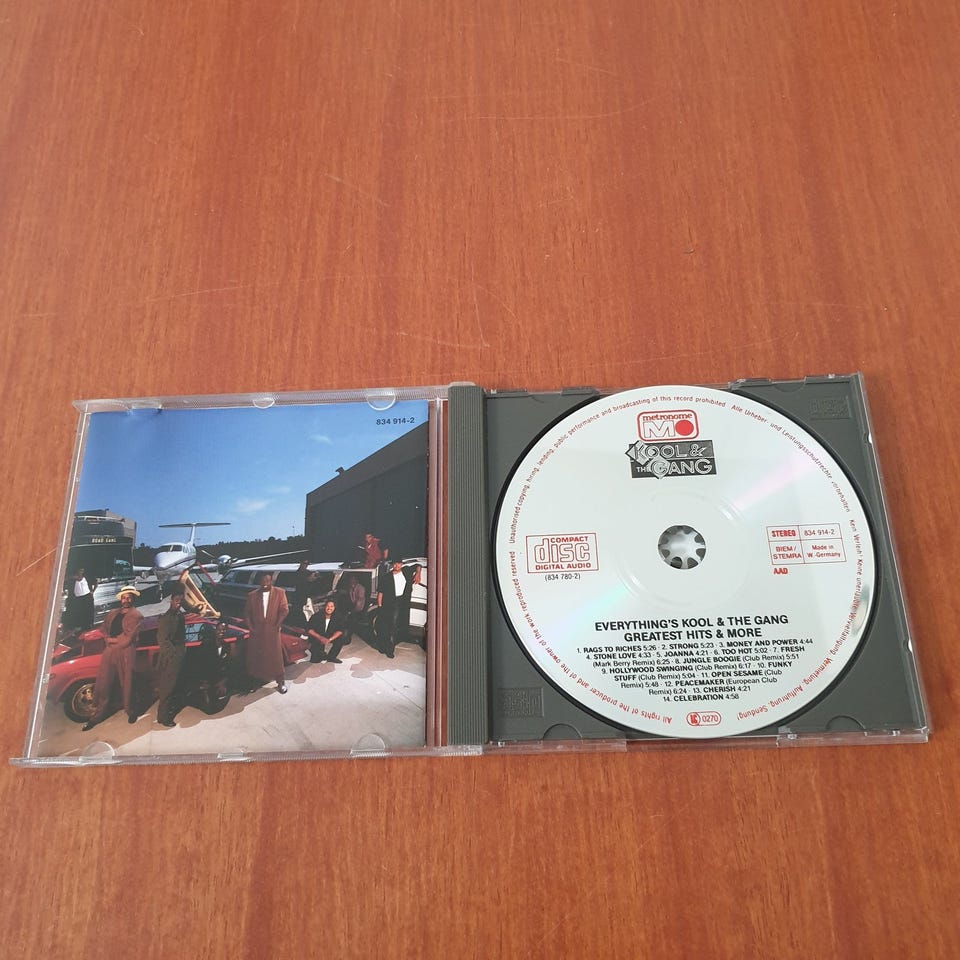 834 914-2
ROAD GANG
metronome
M
KOOL &
THE GANG
COMPACT
disc
DIGITAL AUDIO
(834 780-2)
STEREO 834 914-2
BIEM/ STEMRA Made in W.-Germany
AAD
EVERYTHING'S KOOL & THE GANG
GREATEST HITS & MORE
1. RAGS TO RICHES 5:26 · 2. STRONG 5:23 · 3. MONEY AND POWER 4:44
4. STONE LOVE 4:33 · 5. JOANNA 4:21 · 6. TOO HOT 5:02 · 7. FRESH
(Mark Berry Remix) 6:25 · 8. JUNGLE BOOGIE (Club Remix) 5:51
9. HOLLYWOOD SWINGING (Club Remix) 6:17 · 10. FUNKY
STUFF (Club Remix) 5:04 · 11. OPEN SESAME (Club
Remix) 5:48 · 12. PEACEMAKER (European Club
Remix) 6:24 · 13. CHERISH 4:21
14. CELEBRATION 4:58
LC 0270
All rights of the producer and of the owner of the work reproduced reserved Unauthorised copying, hiring, lending, public performance and broadcasting of this record prohibited Alle Urheber- und Leistungsschutzrechte vorbehalten Kein Verleih! Keine unerlaubte Vervielfältigung, Vermietung, Aufführung, Sendung!